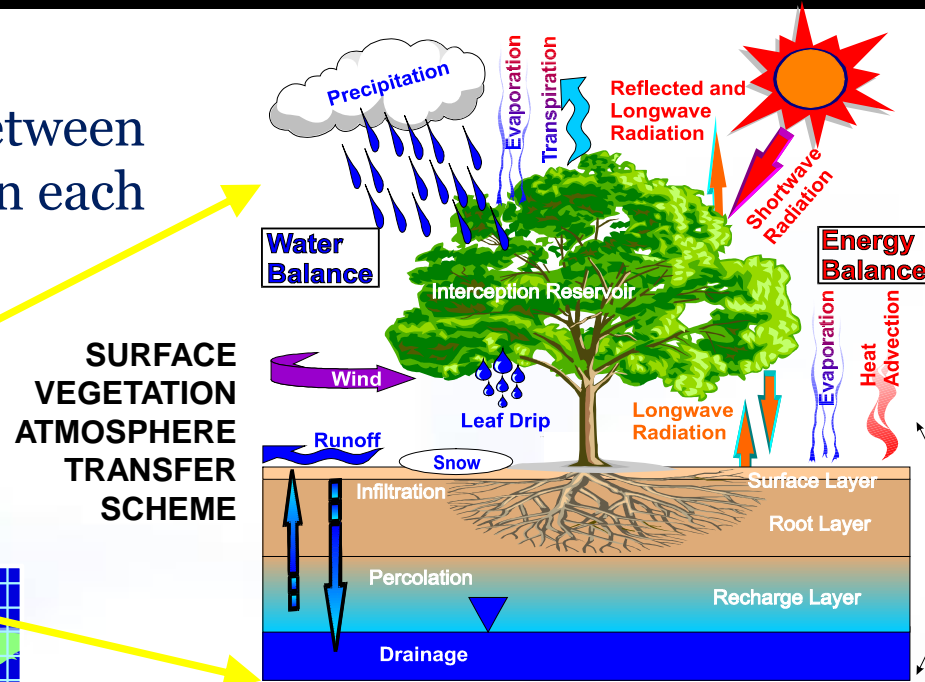 etween
n each
SURFACE
VEGETATION
ATMOSPHERE
TRANSFER
SCHEME
Precipitation
Evaporation
Transpiration
Reflected and
Longwave
Radiation
Shortwave
Radiation
Water
Balance
Energy
Balance
Interception Reservoir
Wind
Leaf Drip
Longwave
Radiation
Evaporation
Heat
Advection
Runoff
Snow
Infiltration
Surface Layer
Root Layer
Percolation
Recharge Layer
Drainage